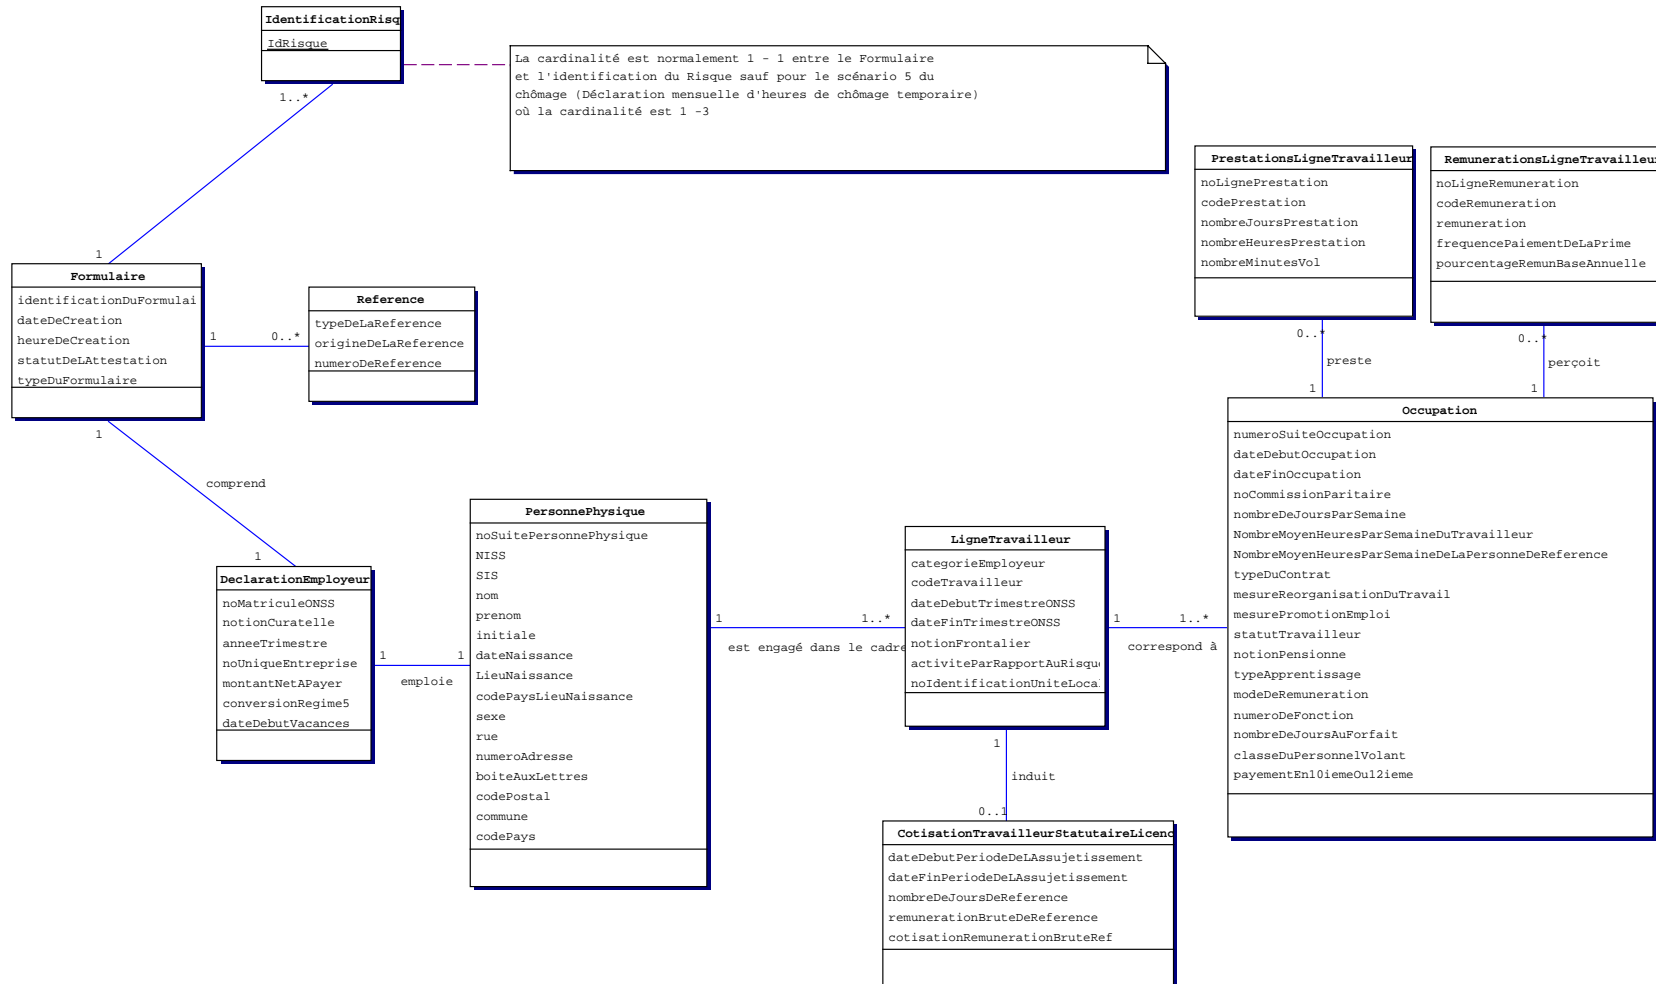 IdentificationRisq
IdRisque
1..*
La cardinalité est normalement 1 - 1 entre le Formulaire
et l'identification du Risque sauf pour le scénario 5 du
chômage (Déclaration mensuelle d'heures de chômage temporaire)
où la cardinalité est 1 -3
PrestationsLigneTravailleur
noLignePrestation
codePrestation
nombreJoursPrestation
nombreHeuresPrestation
nombreMinutesVol
0..*
preste
1
RemunerationsLigneTravailleur
noLigneRemuneration
codeRemuneration
remuneration
frequencePaiementDeLaPrime
pourcentageRemunBaseAnnuelle
0..*
perçoit
1
1
Formulaire
identificationDuFormulai
dateDeCreation
heureDeCreation
statutDeLAttestation
typeDuFormulaire
1
0..*
Reference
typeDeLaReference
origineDeLaReference
numeroDeReference
1
comprend
1
DeclarationEmployeur
noMatriculeONSS
notionCuratelle
anneeTrimestre
noUniqueEntreprise
montantNetAPayer
conversionRegime5
dateDebutVacances
1
1
emploie
PersonnePhysique
noSuitePersonnePhysique
NISS
SIS
nom
prenom
initiale
dateNaissance
LieuNaissance
codePaysLieuNaissance
sexe
rue
numeroAdresse
boiteAuxLettres
codePostal
commune
codePays
1
1..*
est engagé dans le cadre
LigneTravailleur
categorieEmployeur
codeTravailleur
dateDebutTrimestreONSS
dateFinTrimestreONSS
notionFrontalier
activiteParRapportAuRisque
noIdentificationUniteLocal
1
1..*
correspond à
1
induit
0..1
CotisationTravailleurStatutaireLicenc
dateDebutPeriodeDeLAssujetissement
dateFinPeriodeDeLAssujetissement
nombreDeJoursDeReference
remunerationBruteDeReference
cotisationRemunerationBruteRef
Occupation
numeroSuiteOccupation
dateDebutOccupation
dateFinOccupation
noCommissionParitaire
nombreDeJoursParSemaine
NombreMoyenHeuresParSemaineDuTravailleur
NombreMoyenHeuresParSemaineDeLaPersonneDeReference
typeDuContrat
mesureReorganisationDuTravail
mesurePromotionEmploi
statutTravailleur
notionPensionne
typeApprentissage
modeDeRemuneration
numeroDeFonction
nombreDeJoursAuForfait
classeDuPersonnelVolant
payementEn10iemeOu12ieme